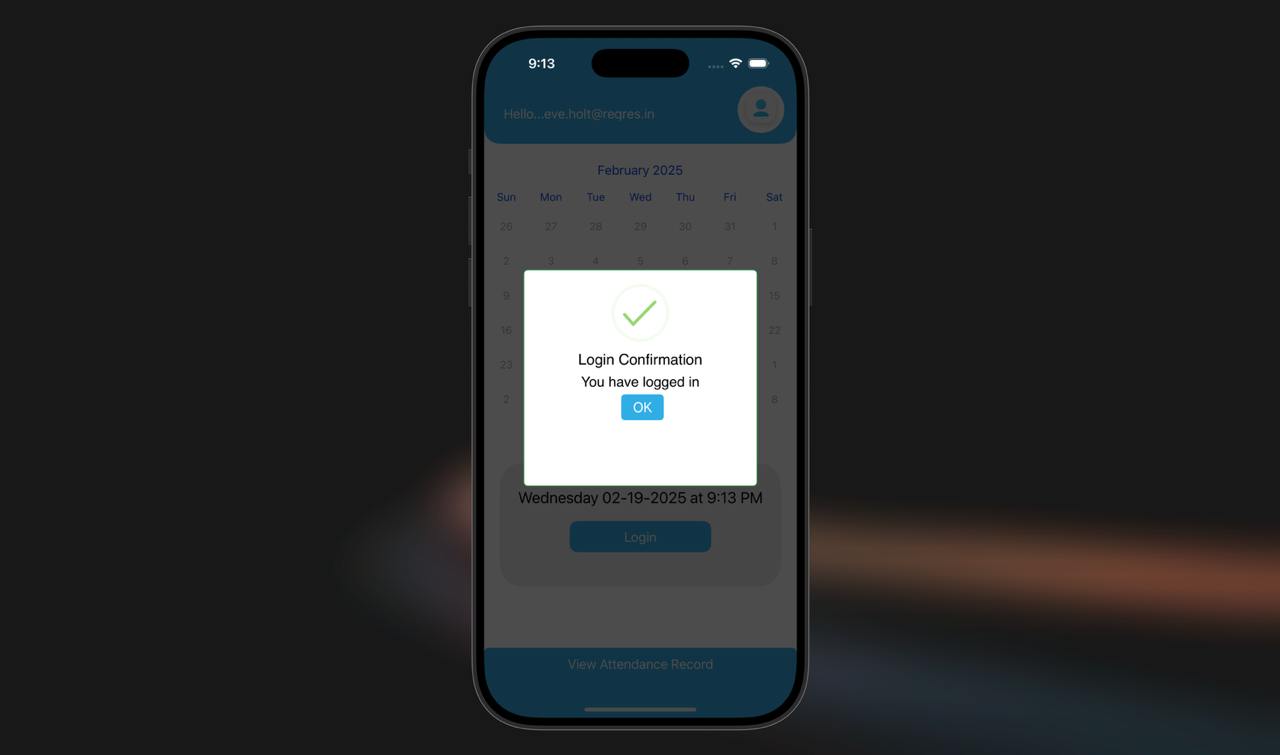 9:13
Hello...eve.holt@reqres.in
February 2025
Sun Mon Tue Wed Thu Fri Sat
26 27 28 29 30 31 1
2 3 4 5 6 7 8
9 15
16 22
23 1
2 8
Login Confirmation
You have logged in
OK
Wednesday 02-19-2025 at 9:13 PM
Login
View Attendance Record